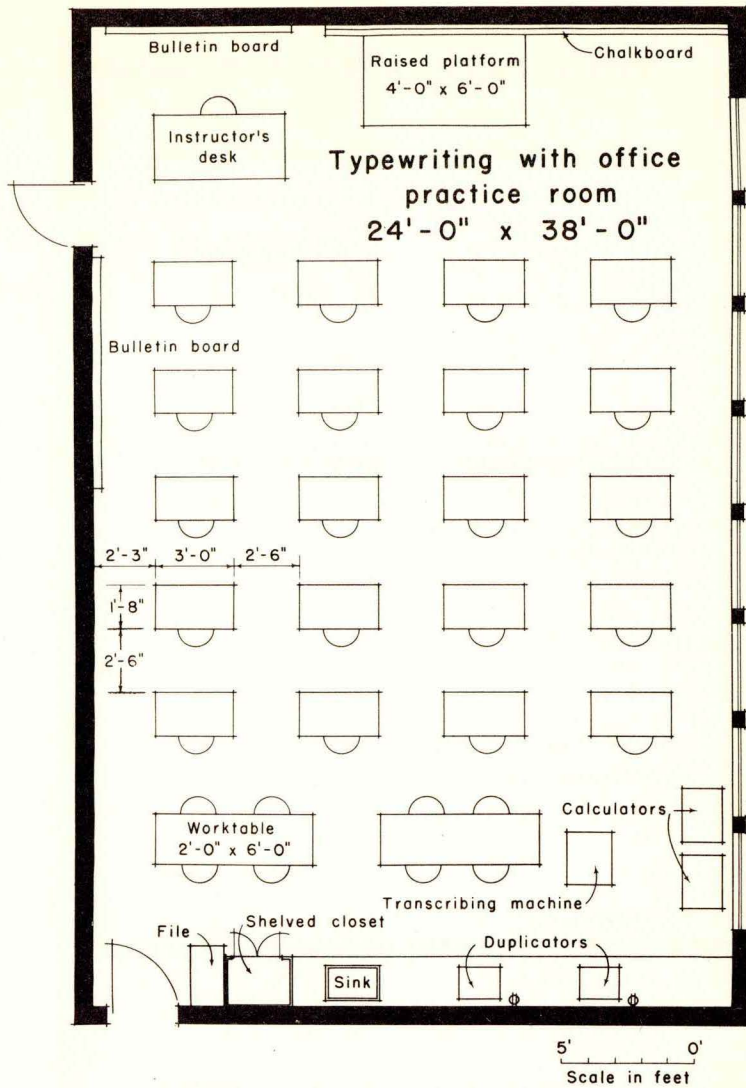 Bulletin board
Raised platform
4'-0" x 6'-0"
Chalkboard
Instructor's
desk
Typewriting with office
practice room
24'-0" x 38'-0"
Bulletin board
2'-3" 3'-0" 2'-6"
1'-8"
2'-6"
Worktable
2'-0" x 6'-0"
Calculators
Transcribing machine
File
Shelved closet
Duplicators
Sink
5' 0'
Scale in feet